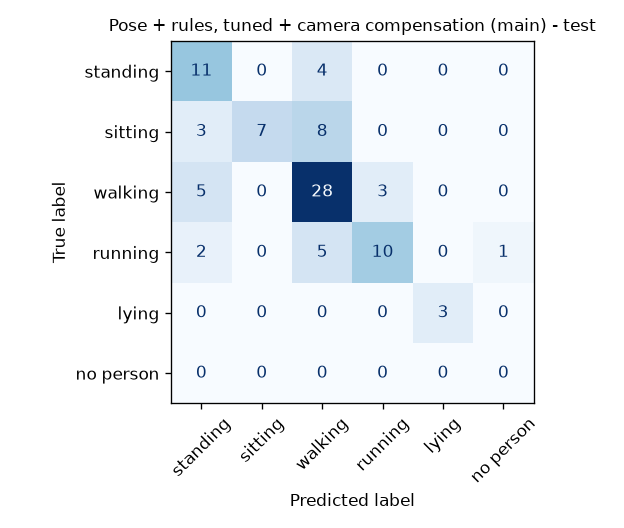 Pose + rules, tuned + camera compensation (main) - test
standing 11 0 4 0 0 0
sitting 3 7 8 0 0 0
walking 5 0 28 3 0 0
running 2 0 5 10 0 1
lying 0 0 0 0 3 0
no person 0 0 0 0 0 0
True label
standing sitting walking running lying no person
Predicted label